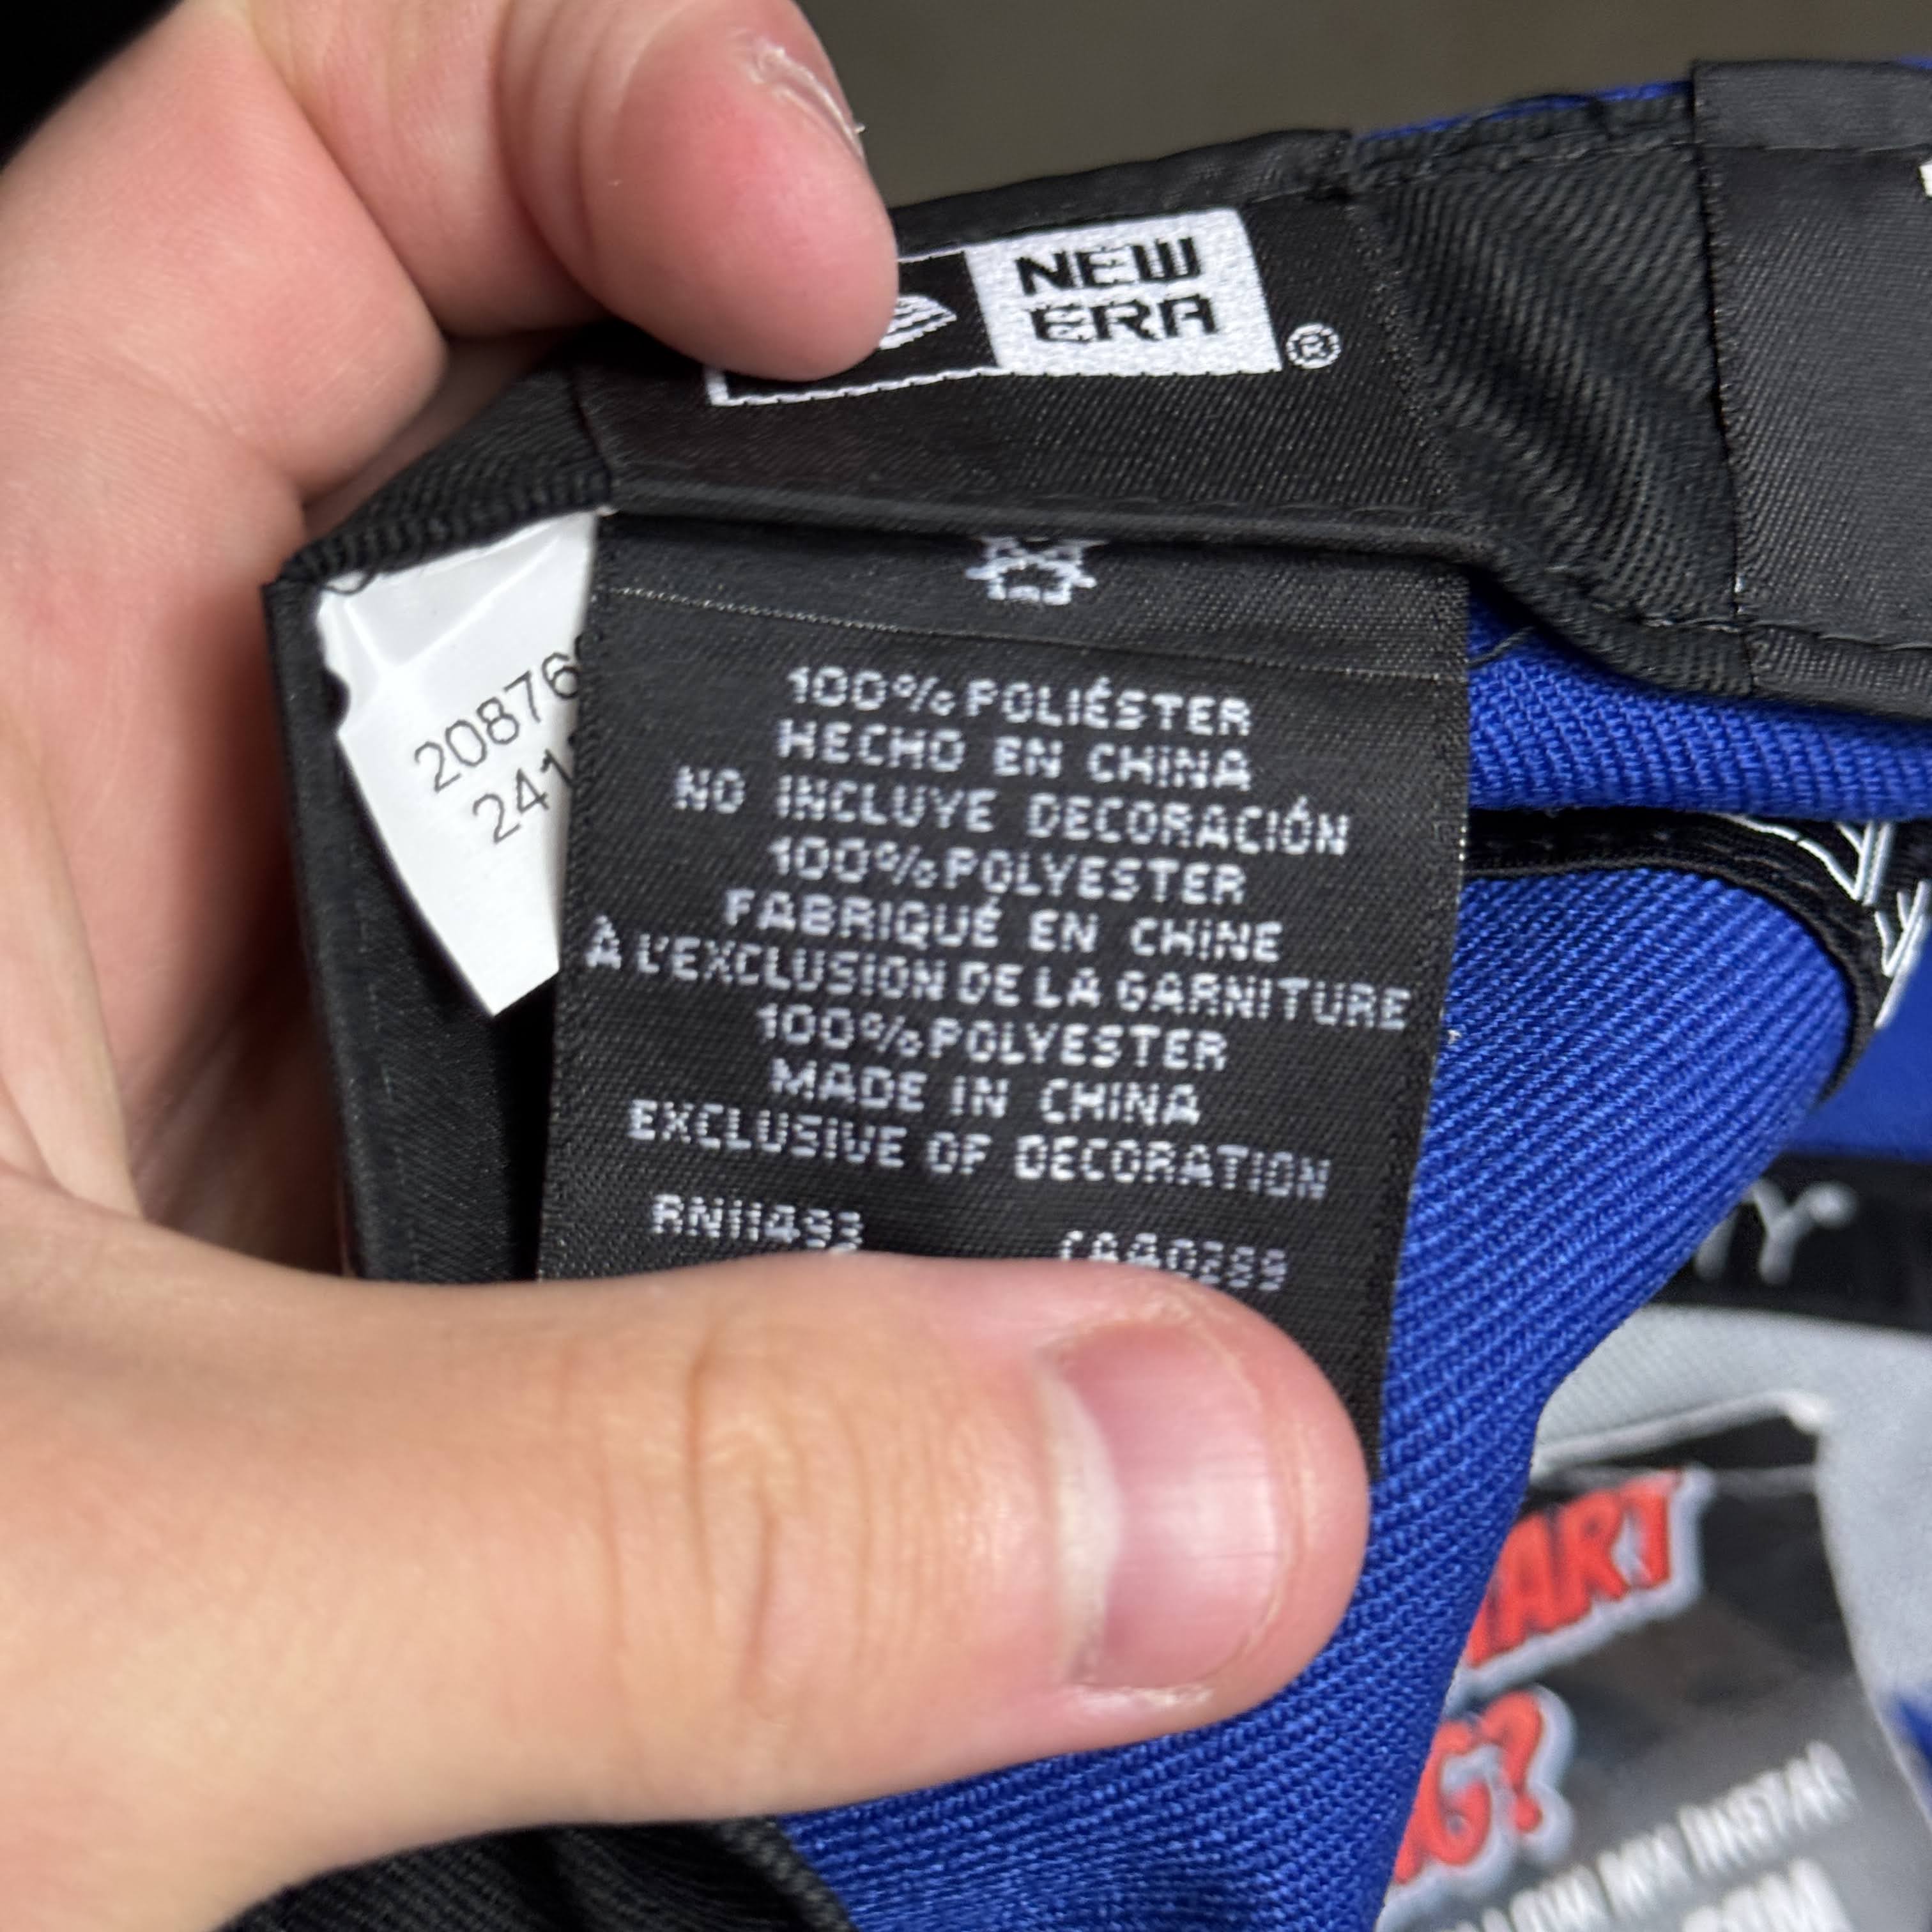 NEW
ERA
®
100% POLIÉSTER
HECHO EN CHINA
NO INCLUYE DECORACIÓN
100% POLYESTER
FABRIQUÉ EN CHINE
À L'EXCLUSION DE LA GARNITURE
100% POLYESTER
MADE IN CHINA
EXCLUSIVE OF DECORATION
RN11493